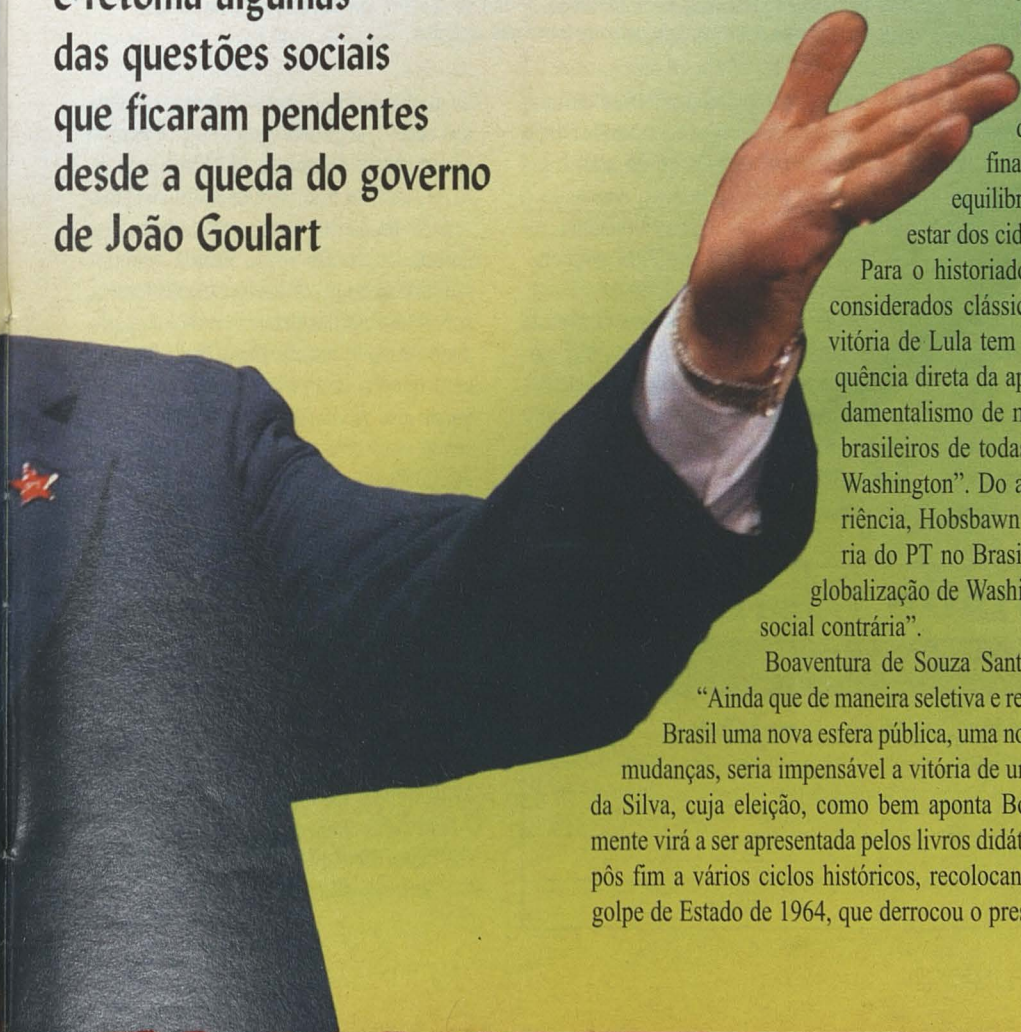 e retoma algumas
das questões sociais
que ficaram pendentes
desde a queda do governo
de João Goulart
fina
equilibr
estar dos cid
Para o historiado
considerados clássic
vitória de Lula tem
quência direta da ap
damentalismo de
brasileiros de toda
Washington”. Do a
riência, Hobsbawn
ria do PT no Brasi
globalização de Washi
social contrária”.
Boaventura de Souza Sant
“Ainda que de maneira seletiva e re
Brasil uma nova esfera pública, uma no
mudanças, seria impensável a vitória de u
da Silva, cuja eleição, como bem aponta Bo
mente virá a ser apresentada pelos livros didát
pôs fim a vários ciclos históricos, recolocan
golpe de Estado de 1964, que derrocou o pre